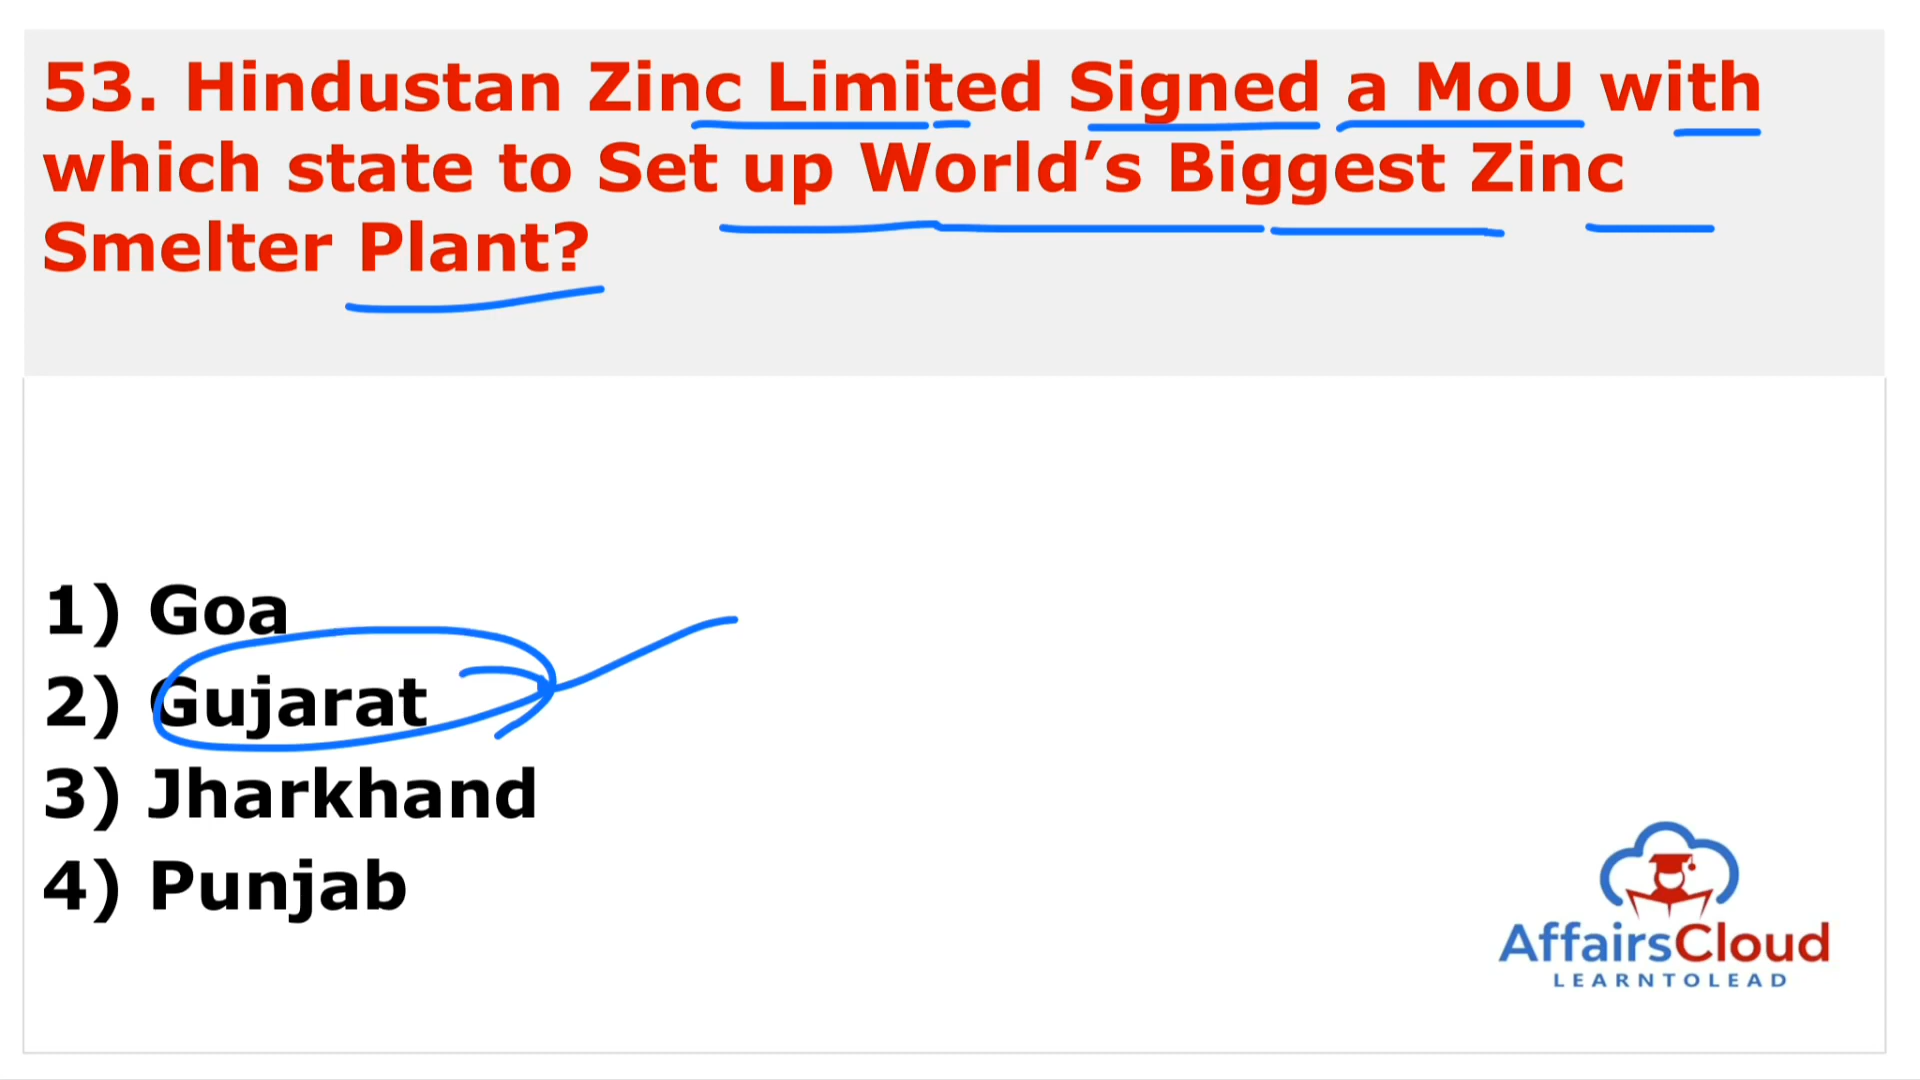 53. Hindustan Zinc Limited Signed a MoU with
which state to Set up World’s Biggest Zinc
Smelter Plant?
1) Goa
2) Gujarat
3) Jharkhand
4) Punjab
AffairsCloud
LEARNTOLEAD